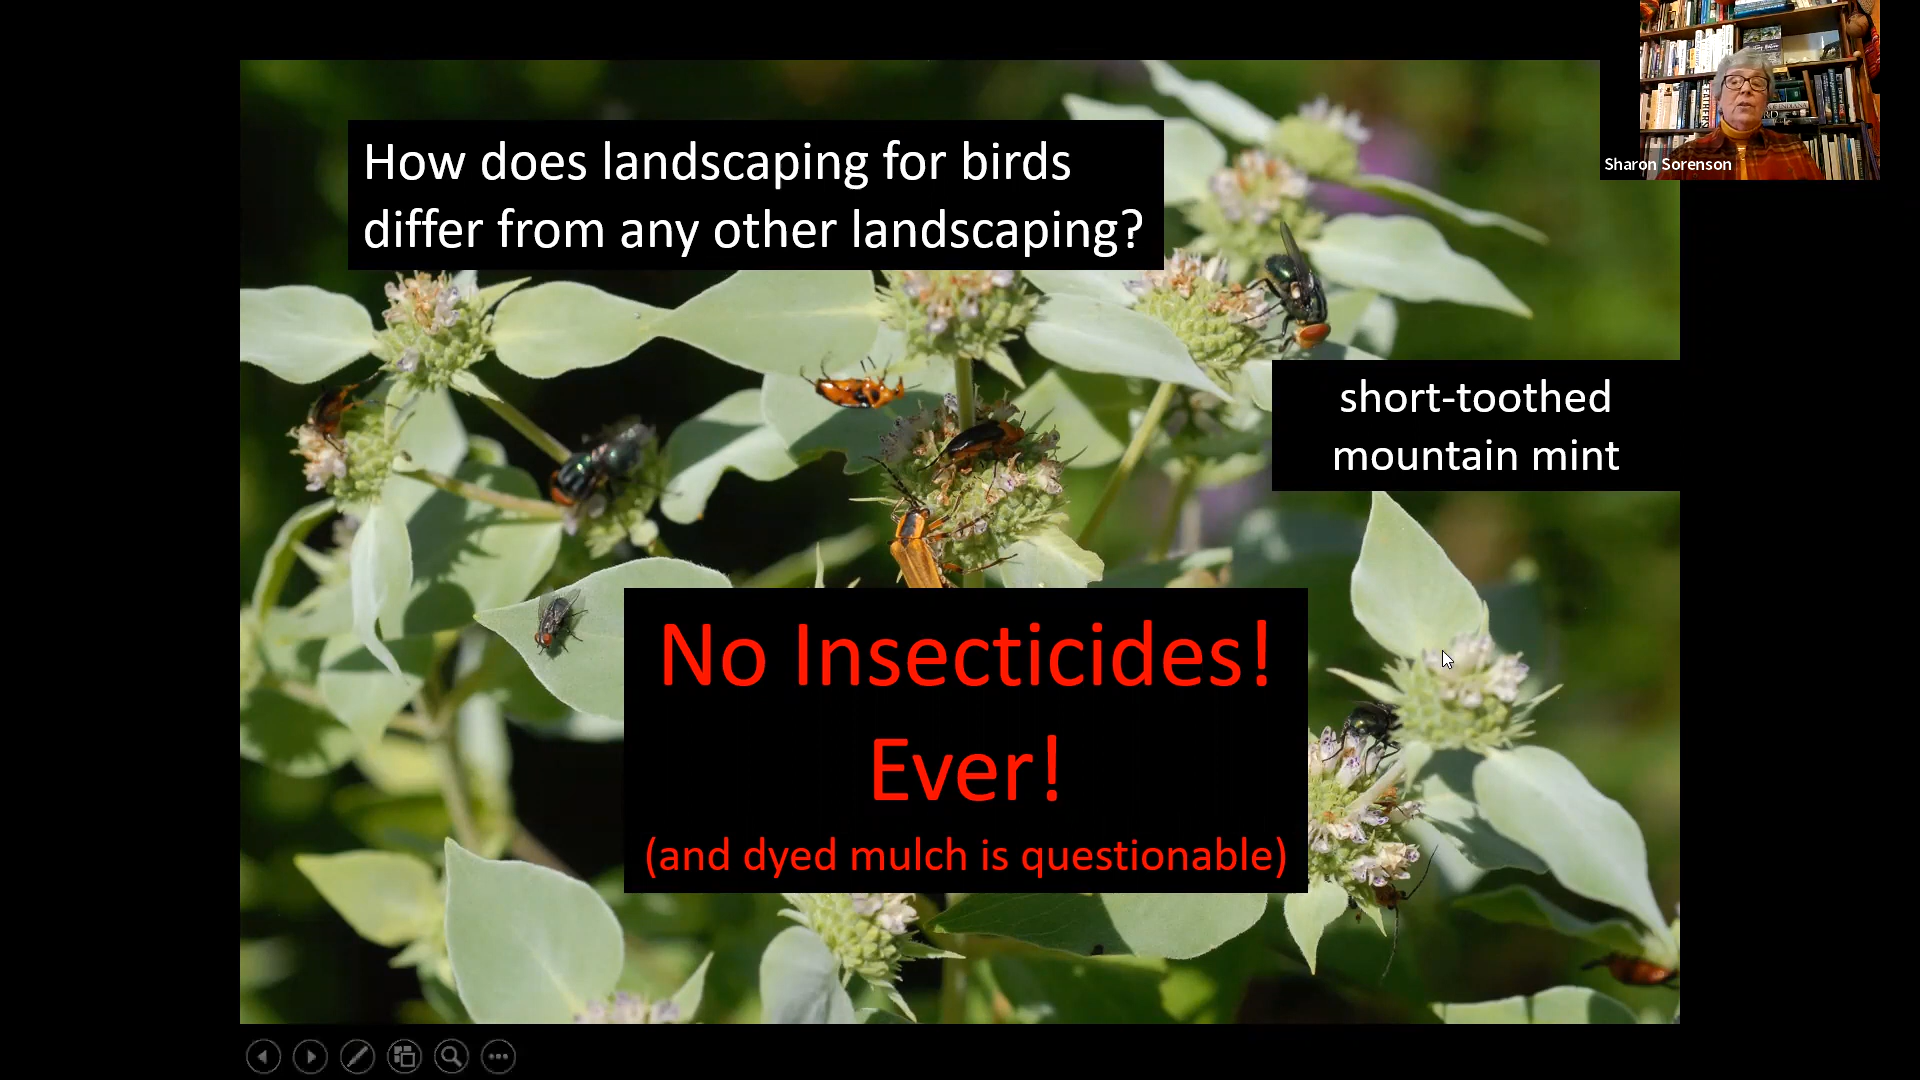 How does landscaping for birds
differ from any other landscaping?
Sharon Sorenson
short-toothed
mountain mint
No Insecticides!
Ever!
(and dyed mulch is questionable)